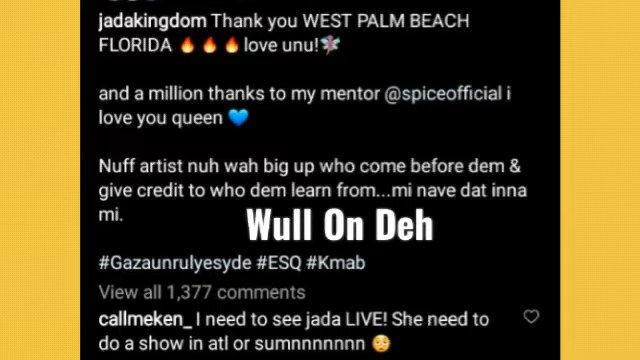 jadakingdom Thank you WEST PALM BEACH
FLORIDA 🔥🔥🔥love unu!🧚🏽‍♀️
and a million thanks to my mentor @spiceofficial i
love you queen 💙
Nuff artist nuh wah big up who come before dem &
give credit to who dem learn from...mi nave dat inna
mi.
Wull On Deh
#Gazaunrulyesyde #ESQ #Kmab
View all 1,377 comments
callmeken_ I need to see jada LIVE! She need to
do a show in atl or sumnnnnnnn 😳